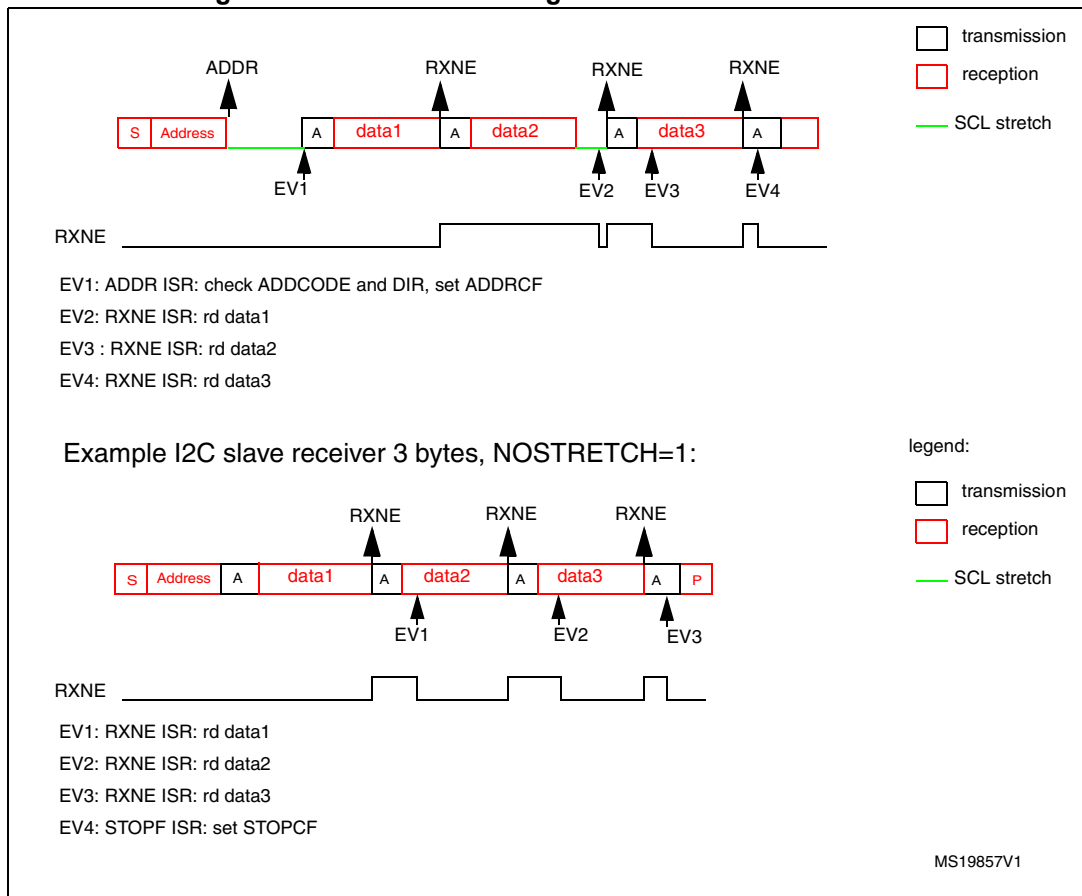 transmission
reception
SCL stretch
ADDR RXNE RXNE RXNE
S Address A data1 A data2 A data3 A
EV1 EV2 EV3 EV4
RXNE
EV1: ADDR ISR: check ADDCODE and DIR, set ADDRCF
EV2: RXNE ISR: rd data1
EV3 : RXNE ISR: rd data2
EV4: RXNE ISR: rd data3
Example I2C slave receiver 3 bytes, NOSTRETCH=1:
legend:
transmission
reception
SCL stretch
RXNE RXNE RXNE
S Address A data1 A data2 A data3 A P
EV1 EV2 EV3
RXNE
EV1: RXNE ISR: rd data1
EV2: RXNE ISR: rd data2
EV3: RXNE ISR: rd data3
EV4: STOPF ISR: set STOPCF
MS19857V1